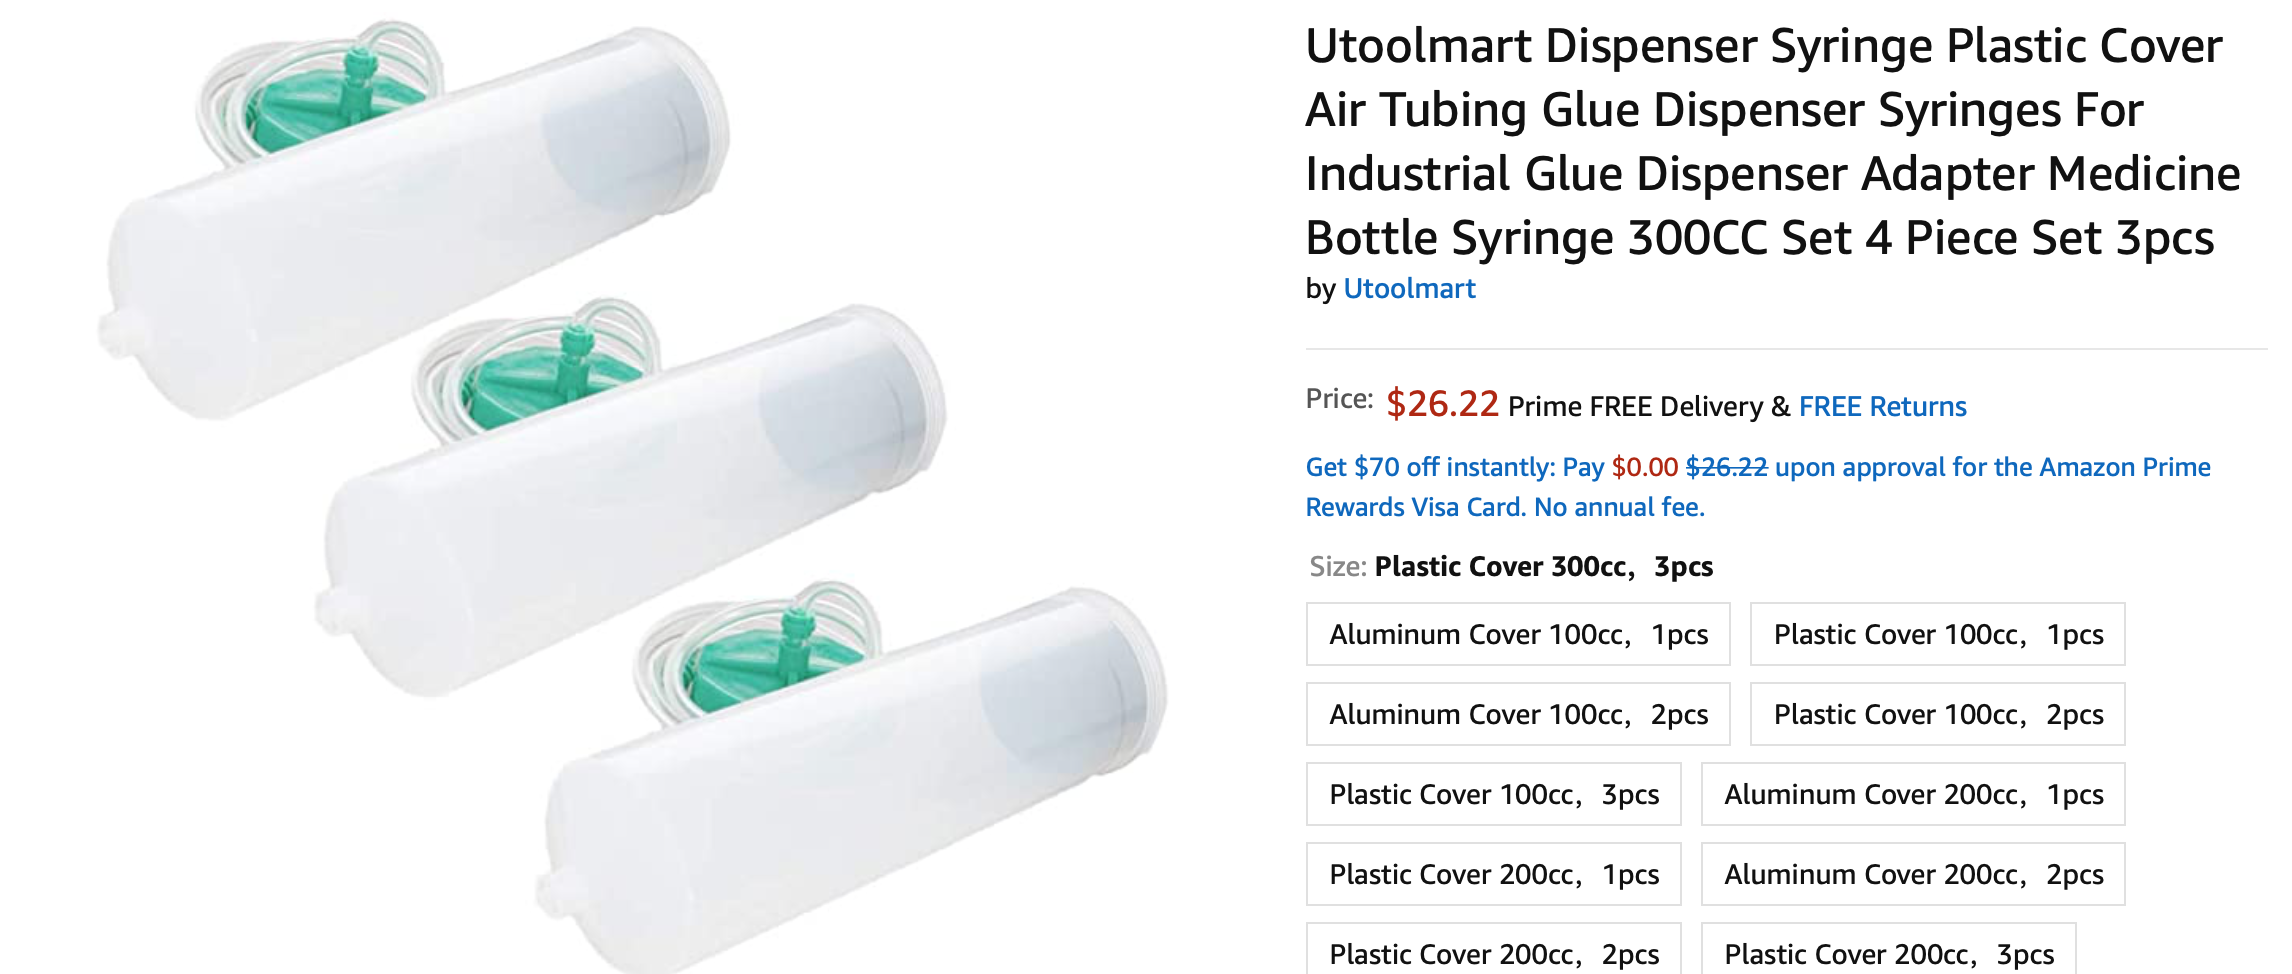 Utoolmart Dispenser Syringe Plastic Cover
Air Tubing Glue Dispenser Syringes For
Industrial Glue Dispenser Adapter Medicine
Bottle Syringe 300CC Set 4 Piece Set 3pcs
by Utoolmart
Price: $26.22 Prime FREE Delivery & FREE Returns
Get $70 off instantly: Pay $0.00 $26.22 upon approval for the Amazon Prime
Rewards Visa Card. No annual fee.
Size: Plastic Cover 300cc，3pcs
Aluminum Cover 100cc，1pcs
Plastic Cover 100cc，1pcs
Aluminum Cover 100cc，2pcs
Plastic Cover 100cc，2pcs
Plastic Cover 100cc，3pcs
Aluminum Cover 200cc，1pcs
Plastic Cover 200cc，1pcs
Aluminum Cover 200cc，2pcs
Plastic Cover 200cc，2pcs
Plastic Cover 200cc，3pcs